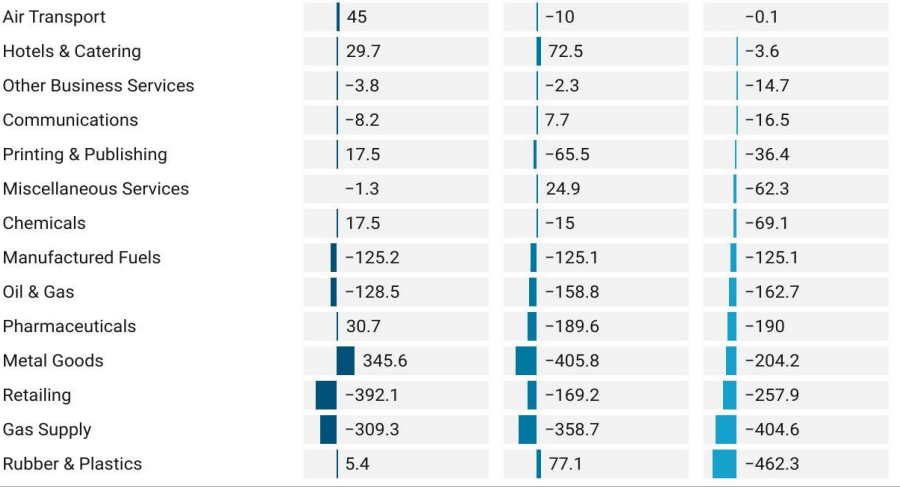 Air Transport 45 −10 −0.1
Hotels & Catering 29.7 72.5 −3.6
Other Business Services −3.8 −2.3 −14.7
Communications −8.2 7.7 −16.5
Printing & Publishing 17.5 −65.5 −36.4
Miscellaneous Services −1.3 24.9 −62.3
Chemicals 17.5 −15 −69.1
Manufactured Fuels −125.2 −125.1 −125.1
Oil & Gas −128.5 −158.8 −162.7
Pharmaceuticals 30.7 −189.6 −190
Metal Goods 345.6 −405.8 −204.2
Retailing −392.1 −169.2 −257.9
Gas Supply −309.3 −358.7 −404.6
Rubber & Plastics 5.4 77.1 −462.3